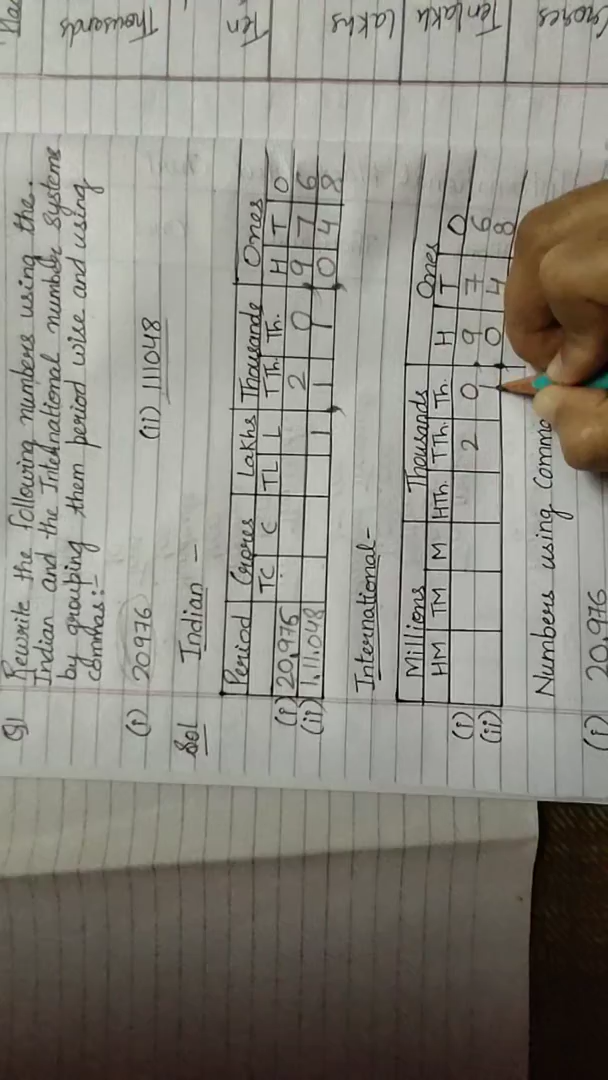 Q1 Rewrite the following numbers using the
Indian and the International number systems
by grouping them period wise and using
commas:-
(i) 20976 (ii) 111048
Sol Indian -
Period Crores Lakhs Thousands Ones
TC C TL L T.Th. Th. H T O
(i) 20,976 2 0, 9 7 6
(ii) 1,11,048 1, 1 1, 0 4 8
International-
Millions Thousands Ones
HM TM M HTh. TTh. Th. H T O
(i) 2 0, 9 7 6
(ii) 1, 0 4 8
Numbers using Comma
(i) 20,976
Thousands
Ten
Lakhs
Ten Lakh
Crores